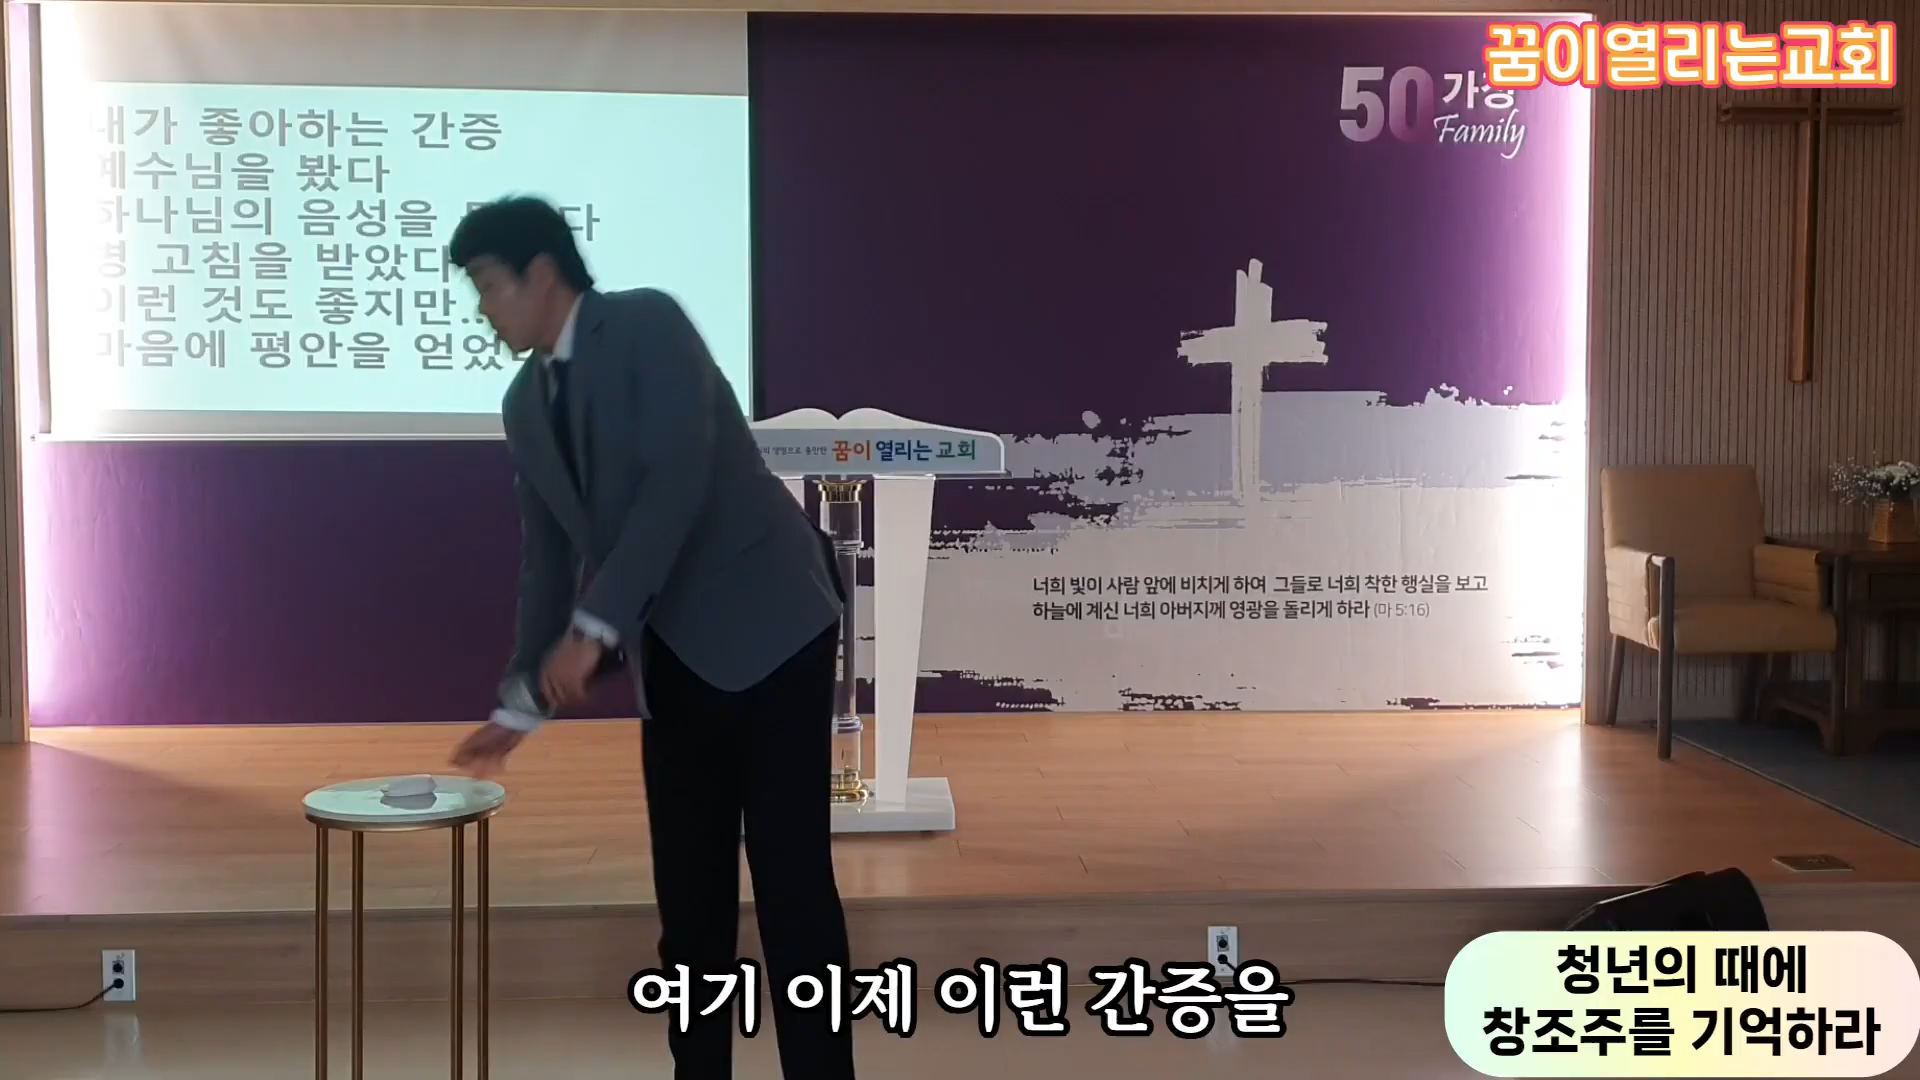 꿈이열리는교회
50 가정
Family
내가 좋아하는 간증
예수님을 봤다
하나님의 음성을
병 고침을 받았다
이런 것도 좋지만..
마음에 평안을
꿈이 열리는 교회
너희 빛이 사람 앞에 비치게 하여 그들로 너희 착한 행실을 보고
하늘에 계신 너희 아버지께 영광을 돌리게 하라 (마 5:16)
여기 이제 이런 간증을
청년의 때에
창조주를 기억하라